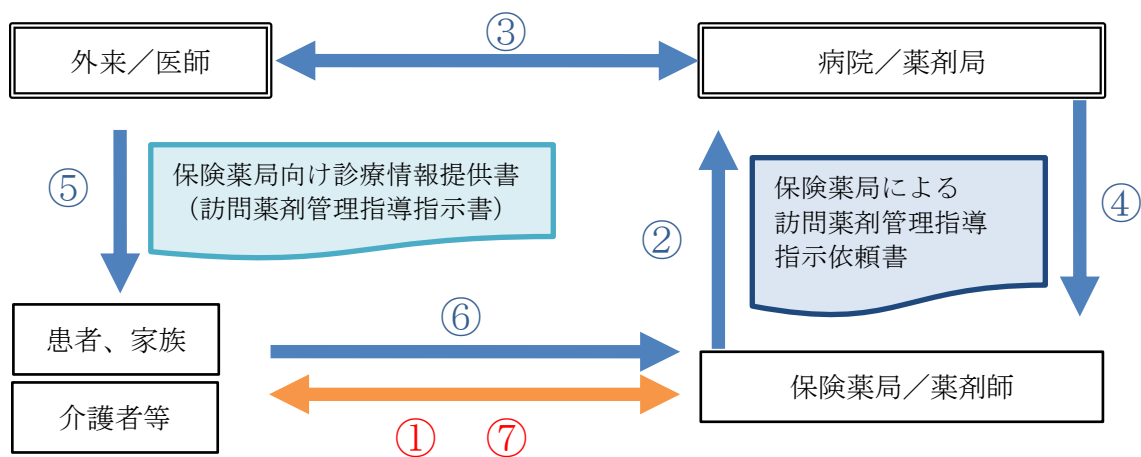 ③
外来／医師
病院／薬剤局
⑤
保険薬局向け診療情報提供書
（訪問薬剤管理指導指示書）
②
保険薬局による
訪問薬剤管理指導
指示依頼書
④
患者、家族
⑥
介護者等
保険薬局／薬剤師
① ⑦